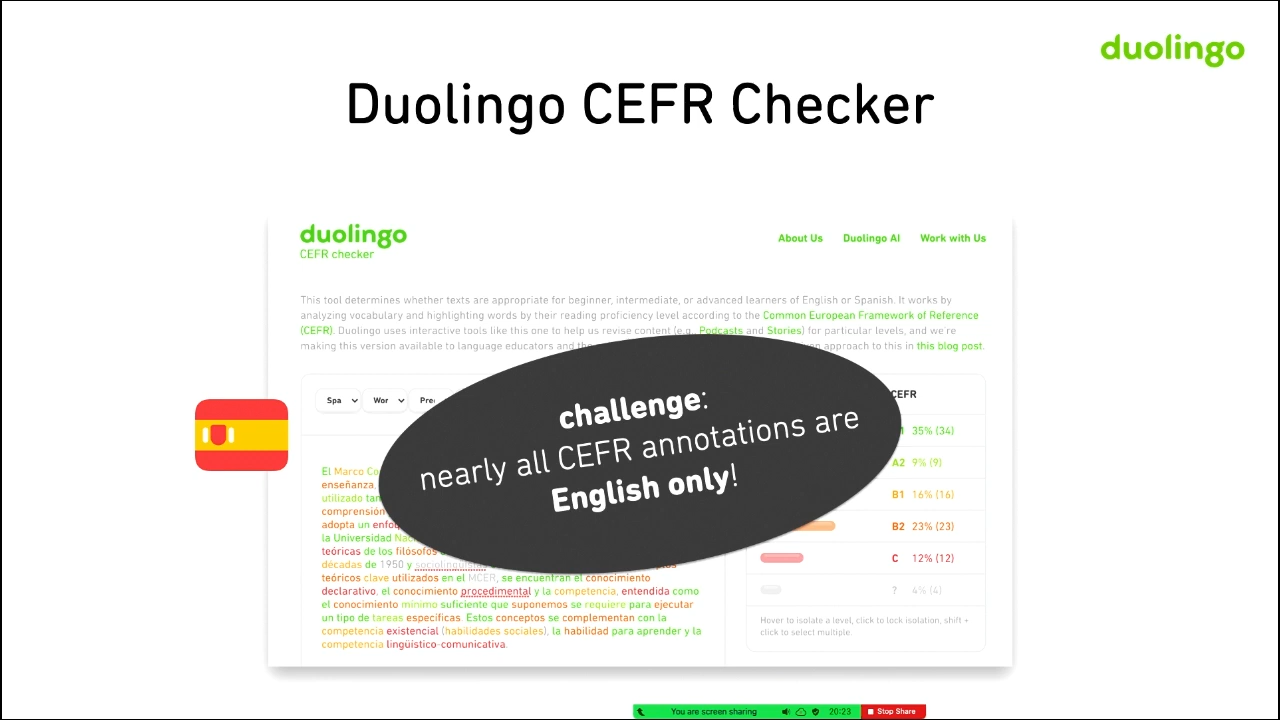 duolingo
Duolingo CEFR Checker
duolingo
CEFR checker
About Us Duolingo AI Work with Us
This tool determines whether texts are appropriate for beginner, intermediate, or advanced learners of English or Spanish. It works by
analyzing vocabulary and highlighting words by their reading proficiency level according to the Common European Framework of Reference
(CEFR). Duolingo uses interactive tools like this one to help us revise content (e.g., Podcasts and Stories) for particular levels, and we're
making this version available to language educators and approach to this in this blog post.
Spa Wor
CEFR
challenge:
nearly all CEFR annotations are
English only!
35% (34)
A2 9% (9)
B1 16% (16)
B2 23% (23)
C 12% (12)
? 4% (4)
Hover to isolate a level, click to lock isolation, shift +
click to select multiple.
El Marco
enseñanza,
utilizado
comprensión
adopta un
la Universidad
teóricas de los filósofos
décadas de 1950 y
teóricos clave utilizados en el MCER, se encuentran el conocimiento
declarativo, el conocimiento procedimental y la competencia, entendida como
el conocimiento mínimo suficiente que suponemos se requiere para ejecutar
un tipo de tareas específicas. Estos conceptos se complementan con la
competencia existencial (habilidades sociales), la habilidad para aprender y la
competencia lingüístico-comunicativa.
You are screen sharing 20:23 Stop Share